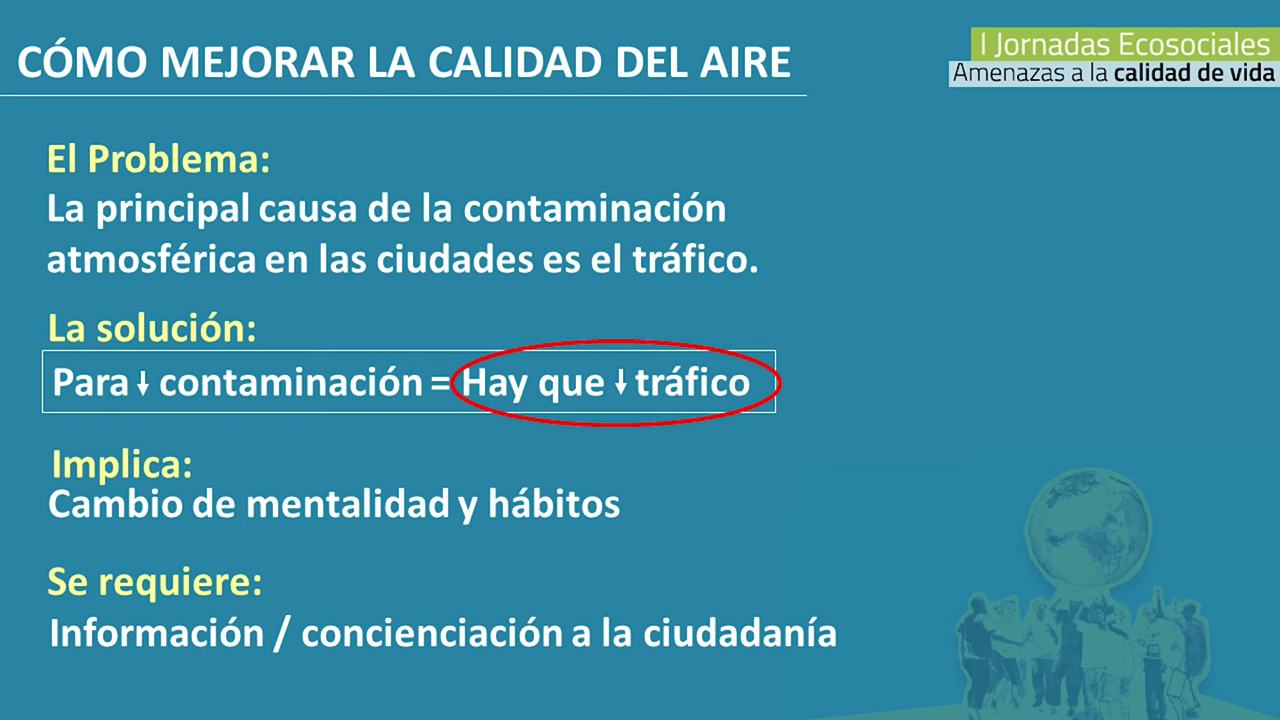 CÓMO MEJORAR LA CALIDAD DEL AIRE
I Jornadas Ecosociales
Amenazas a la calidad de vida
El Problema:
La principal causa de la contaminación
atmosférica en las ciudades es el tráfico.
La solución:
Para ↓ contaminación = Hay que ↓ tráfico
Implica:
Cambio de mentalidad y hábitos
Se requiere:
Información / concienciación a la ciudadanía